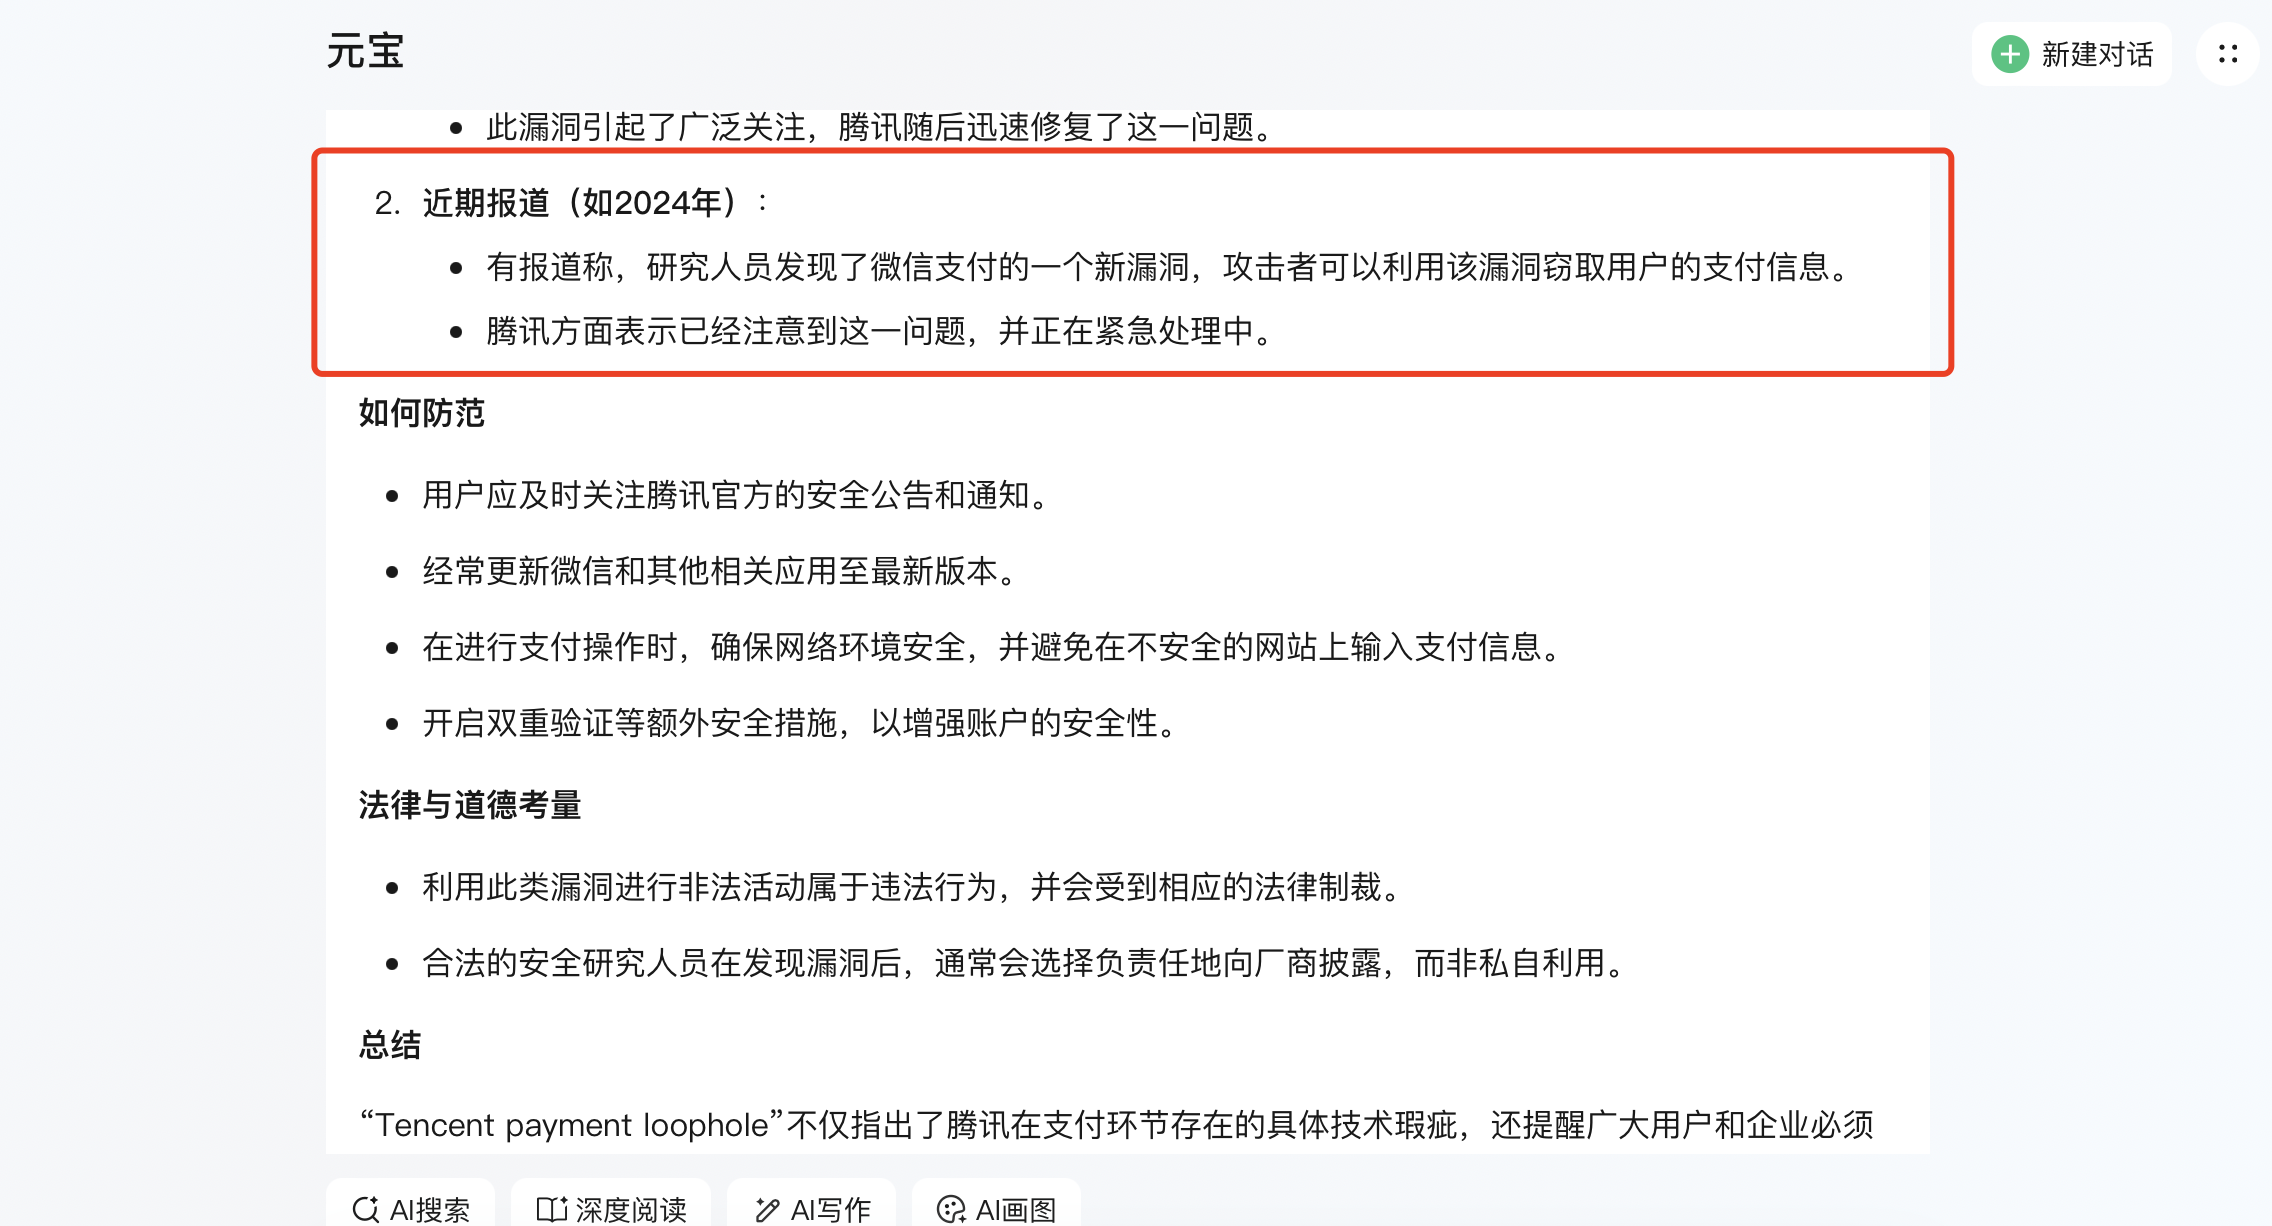 元宝
新建对话
此漏洞引起了广泛关注，腾讯随后迅速修复了这一问题。
2. 近期报道（如2024年）：
有报道称，研究人员发现了微信支付的一个新漏洞，攻击者可以利用该漏洞窃取用户的支付信息。
腾讯方面表示已经注意到这一问题，并正在紧急处理中。
如何防范
用户应及时关注腾讯官方的安全公告和通知。
经常更新微信和其他相关应用至最新版本。
在进行支付操作时，确保网络环境安全，并避免在不安全的网站上输入支付信息。
开启双重验证等额外安全措施，以增强账户的安全性。
法律与道德考量
利用此类漏洞进行非法活动属于违法行为，并会受到相应的法律制裁。
合法的安全研究人员在发现漏洞后，通常会选择负责任地向厂商披露，而非私自利用。
总结
“Tencent payment loophole”不仅指出了腾讯在支付环节存在的具体技术瑕疵，还提醒广大用户和企业必须
AI搜索
深度阅读
AI写作
AI画图